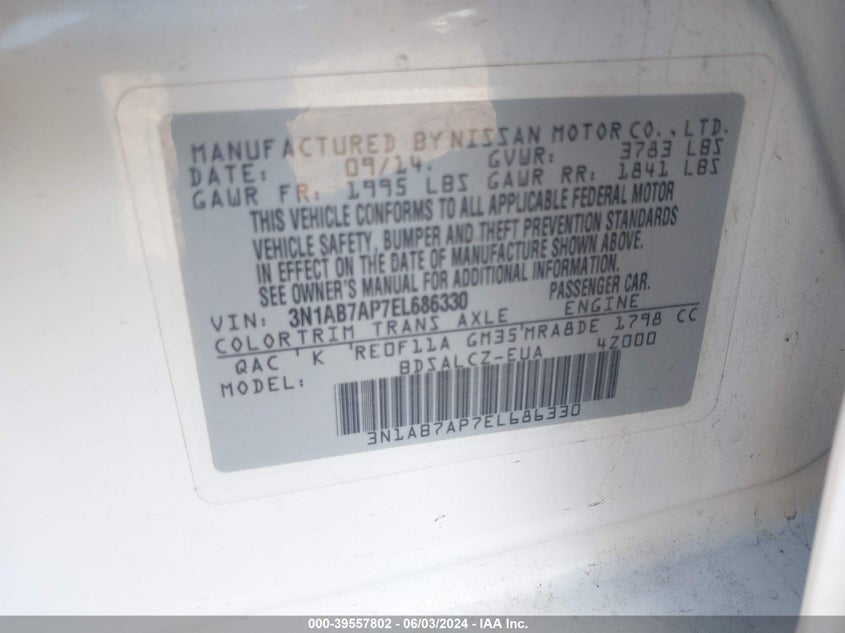 MANUFACTURED BY NISSAN MOTOR CO., LTD.
DATE: 09/14. GVWR: 3783 LBS
GAWR FR: 1995 LBS GAWR RR: 1841 LBS
THIS VEHICLE CONFORMS TO ALL APPLICABLE FEDERAL MOTOR
VEHICLE SAFETY, BUMPER AND THEFT PREVENTION STANDARDS
IN EFFECT ON THE DATE OF MANUFACTURE SHOWN ABOVE.
SEE OWNER'S MANUAL FOR ADDITIONAL INFORMATION.
VIN: 3N1AB7AP7EL686330 PASSENGER CAR.
COLOR TRIM TRANS AXLE ENGINE
QAC ' K 'RE0F11A GM35'MRA8DE 1798 CC
MODEL: BDSALCZ-EUA 4Z000
3N1AB7AP7EL686330
000-39557802 - 06/03/2024 - IAA Inc.